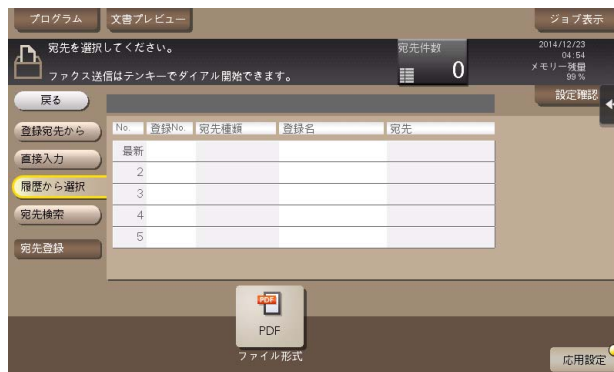 プログラム
文書プレビュー
ジョブ表示
宛先を選択してください。
ファクス送信はテンキーでダイアル開始できます。
宛先件数
0
2014/12/23
04:54
メモリー残量
99 %
戻る
設定確認
登録宛先から
直接入力
履歴から選択
宛先検索
宛先登録
No. 登録No. 宛先種類 登録名 宛先
最新
2
3
4
5
PDF
PDF
ファイル形式
応用設定